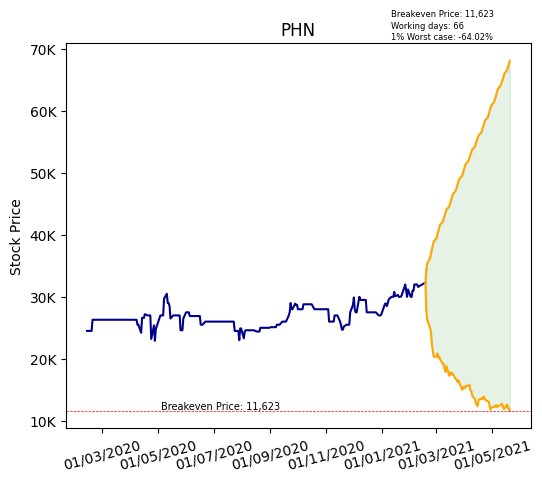 Breakeven Price: 11,623
Working days: 66
1% Worst case: -64.02%
PHN
Stock Price
70K
60K
50K
40K
30K
20K
10K
Breakeven Price: 11,623
01/03/2020
01/05/2020
01/07/2020
01/09/2020
01/11/2020
01/01/2021
01/03/2021
01/05/2021